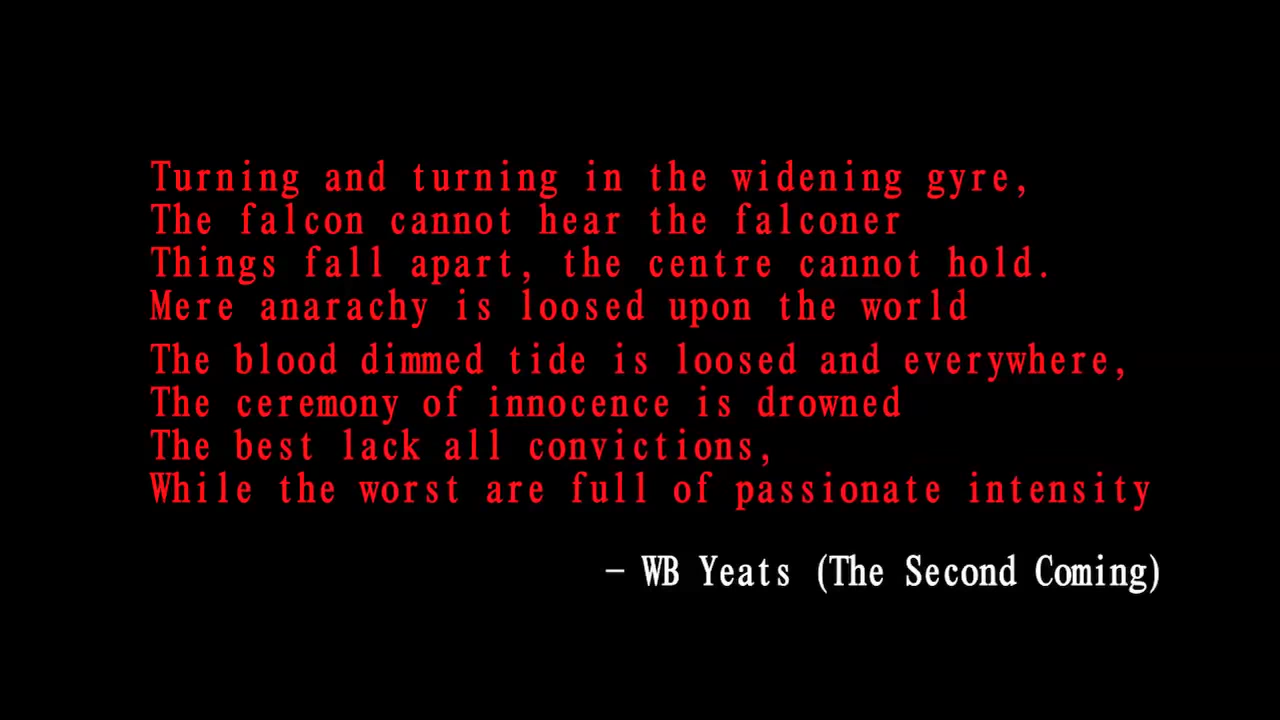 Turning and turning in the widening gyre,
The falcon cannot hear the falconer
Things fall apart, the centre cannot hold.
Mere anarachy is loosed upon the world
The blood dimmed tide is loosed and everywhere,
The ceremony of innocence is drowned
The best lack all convictions,
While the worst are full of passionate intensity
– WB Yeats (The Second Coming)